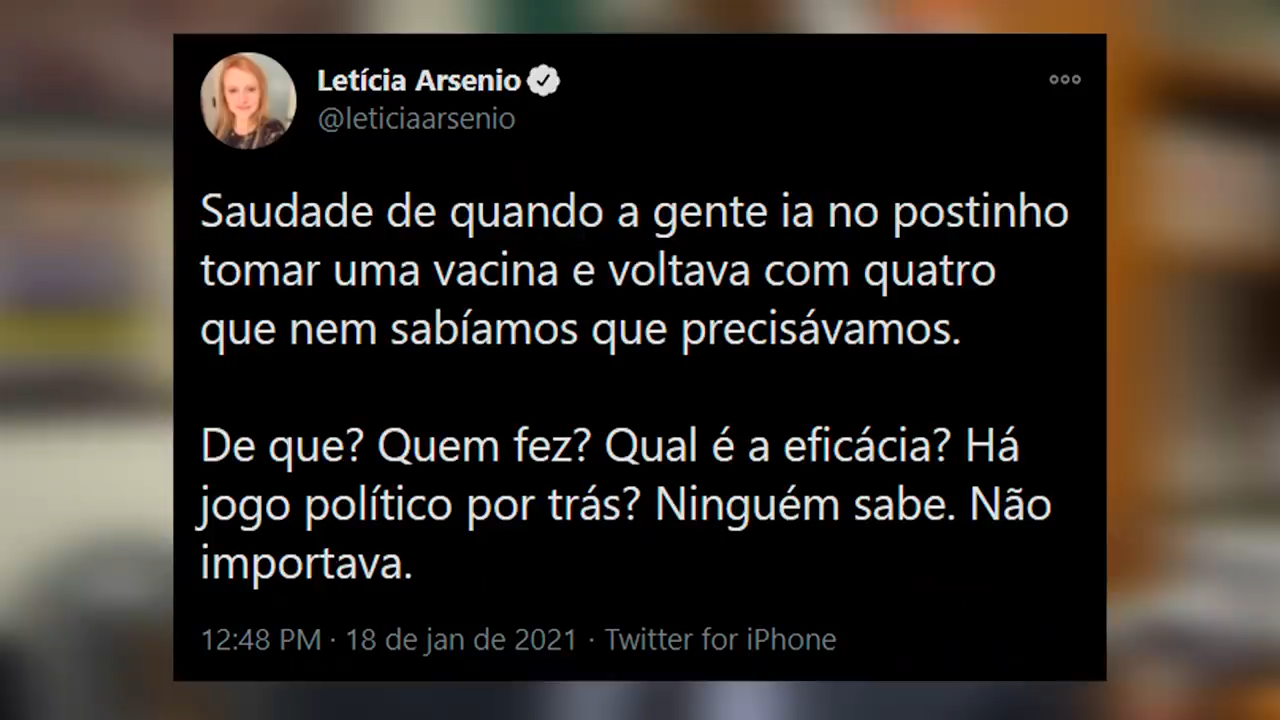 Letícia Arsenio
@leticiaarsenio
Saudade de quando a gente ia no postinho
tomar uma vacina e voltava com quatro
que nem sabíamos que precisávamos.
De que? Quem fez? Qual é a eficácia? Há
jogo político por trás? Ninguém sabe. Não
importava.
12:48 PM · 18 de jan de 2021 · Twitter for iPhone